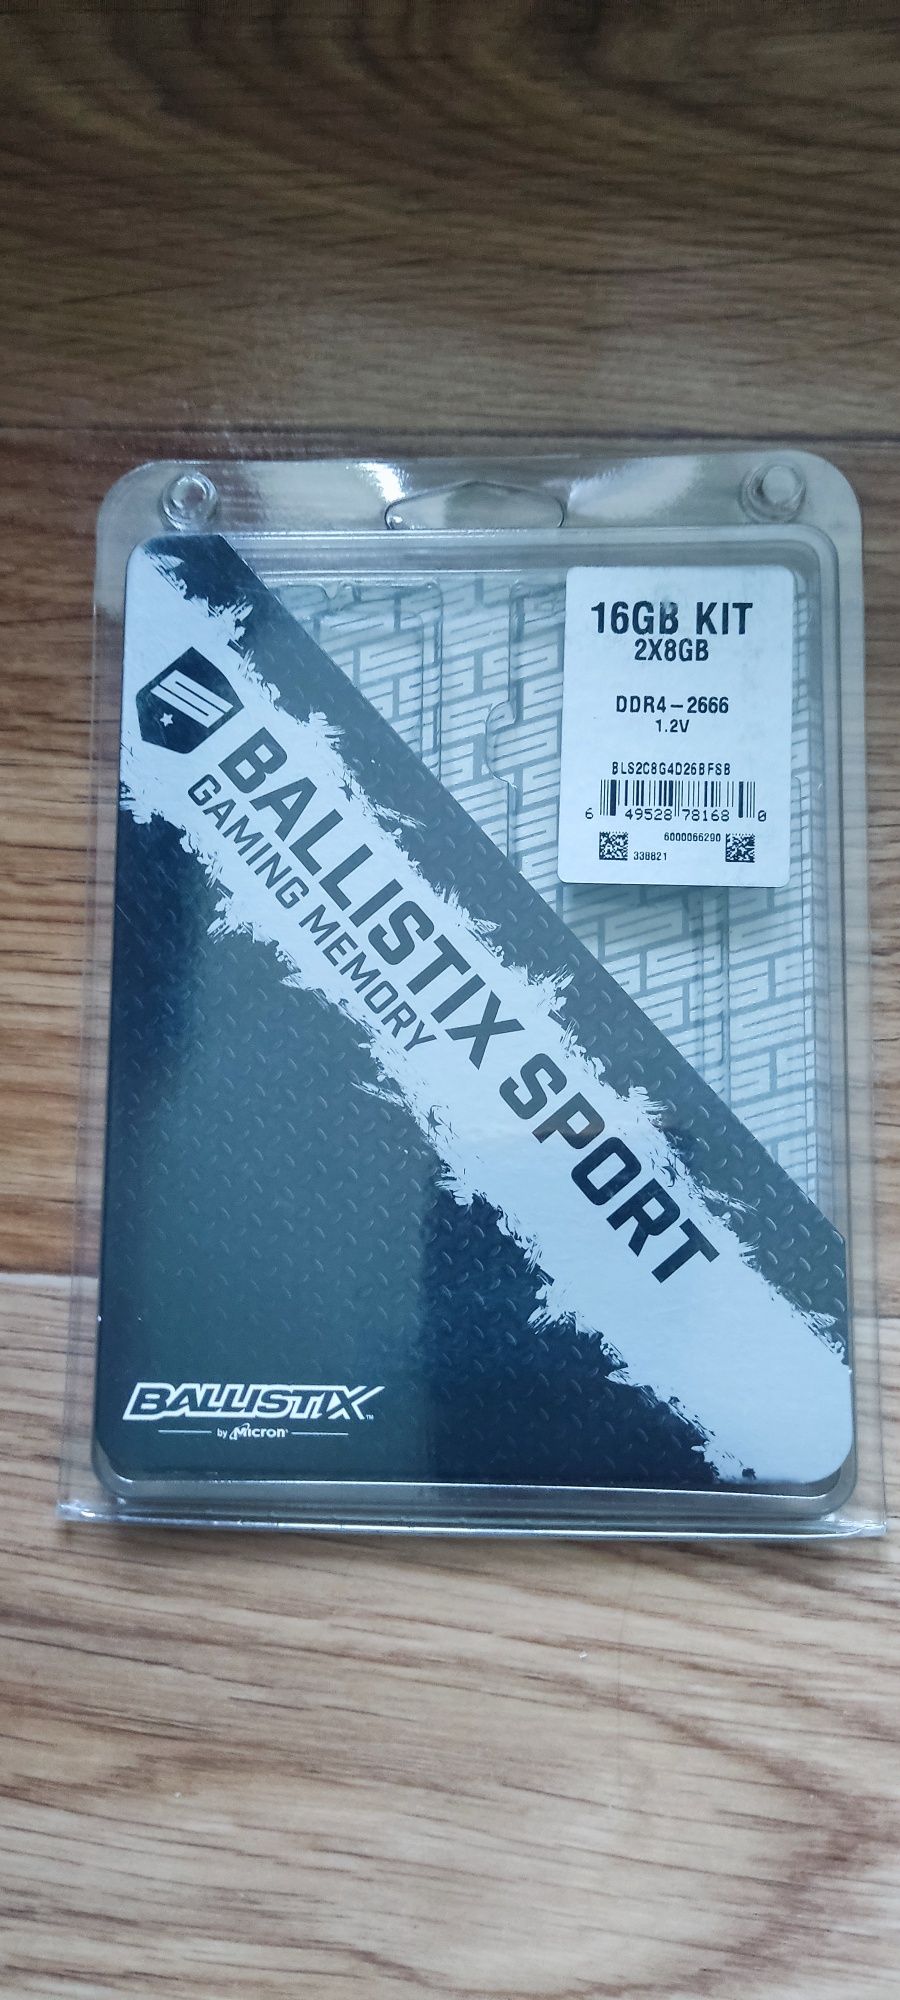 16GB KIT
2X8GB
DDR4-2666
1.2V
BLS2C8G4D26BFSB
6 49528 78168 0
6000066290
338821
BALLISTIX SPORT
GAMING MEMORY
BALLISTIX™
by Micron®